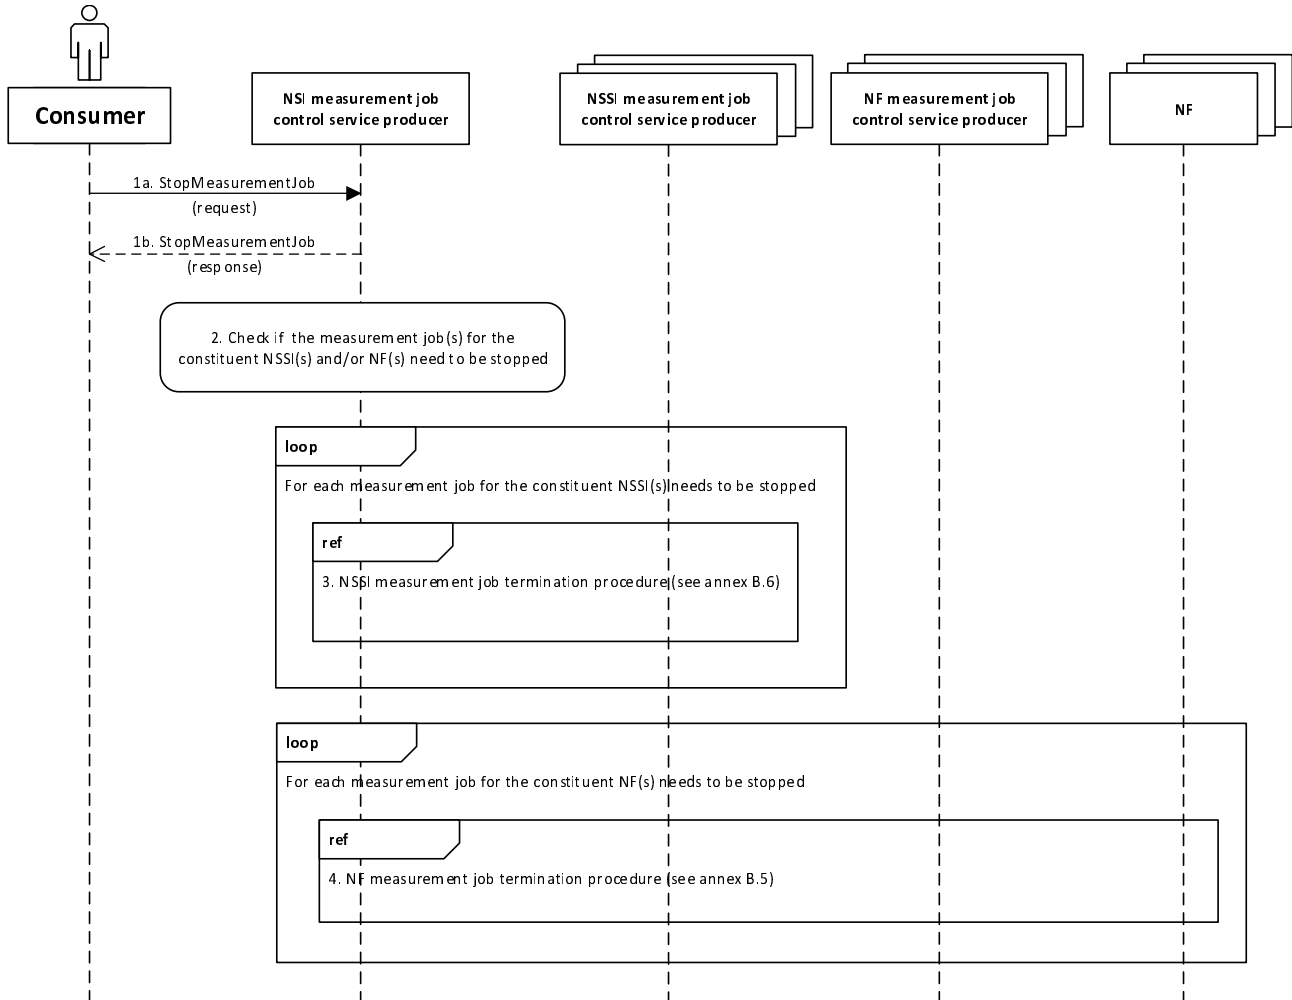 Consumer
NSI measurement job
control service producer
NSSI measurement job
control service producer
NF measurement job
control service producer
NF
1a. StopMeasurementJob
(request)
1b. StopMeasurementJob
(response)
2. Check if the measurement job(s) for the
constituent NSSI(s) and/or NF(s) need to be stopped
loop
For each measurement job for the constituent NSSI(s) needs to be stopped
ref
3. NSSI measurement job termination procedure (see annex B.6)
loop
For each measurement job for the constituent NF(s) needs to be stopped
ref
4. NF measurement job termination procedure (see annex B.5)